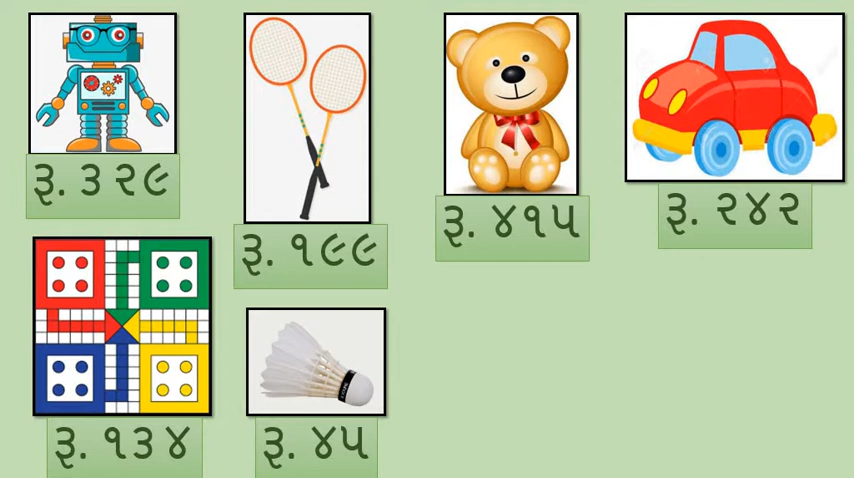 રૂ. ૩૨૯
રૂ. ૧૯૯
રૂ. ૪૧૫
રૂ. ૨૪૨
રૂ. ૧૩૪
રૂ. ૪૫